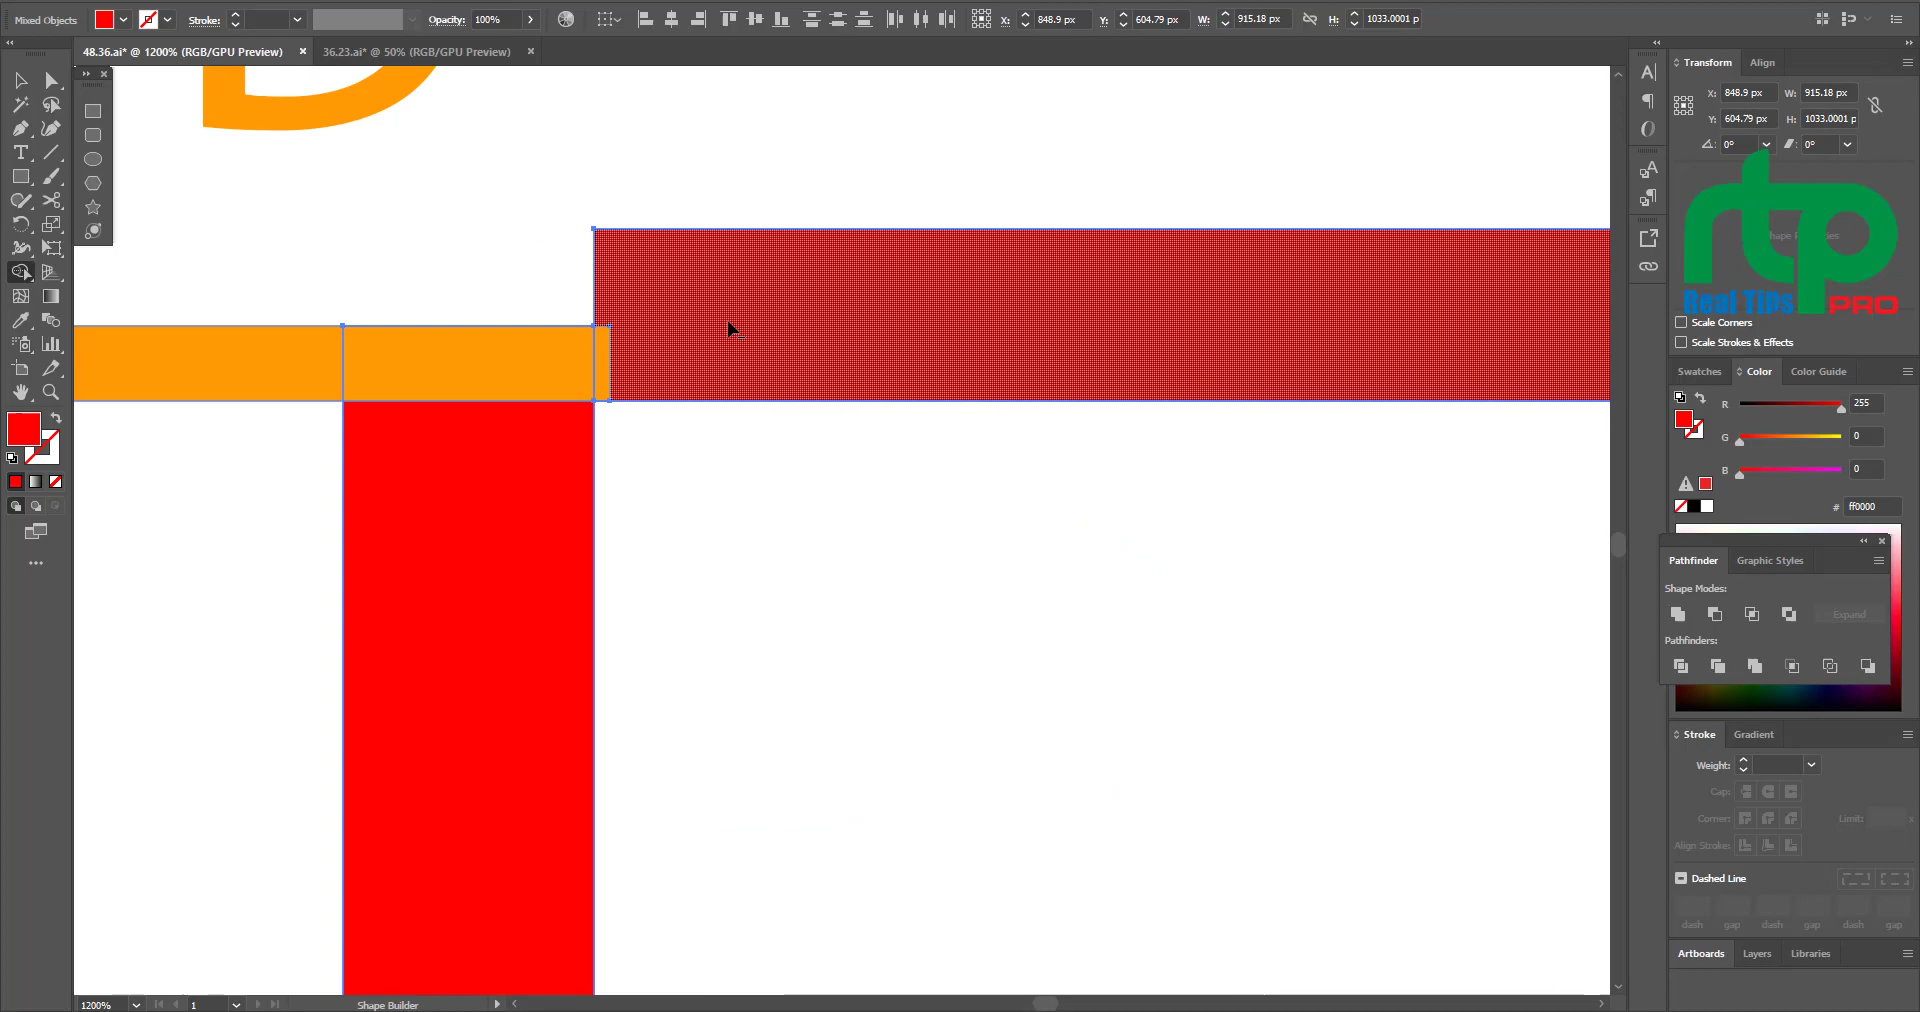 Mixed Objects Stroke: Opacity: 100% X: 848.9 px Y: 604.79 px W: 915.18 px H: 1033.0001 p
48.36.ai* @ 1200% (RGB/GPU Preview) × 36.23.ai* @ 50% (RGB/GPU Preview) ×
Transform Align
X: 848.9 px W: 915.18 px
Y: 604.79 px H: 1033.0001 p
0° 0°
rtp
Real Tips PRO
Scale Corners
Scale Strokes & Effects
Swatches Color Color Guide
R 255
G 0
B 0
# ff0000
Pathfinder Graphic Styles
Shape Modes:
Expand
Pathfinders:
Stroke Gradient
Weight:
Cap:
Corner: Limit: x
Align Stroke:
Dashed Line
dash gap dash gap dash gap
Artboards Layers Libraries
1200% 1 Shape Builder